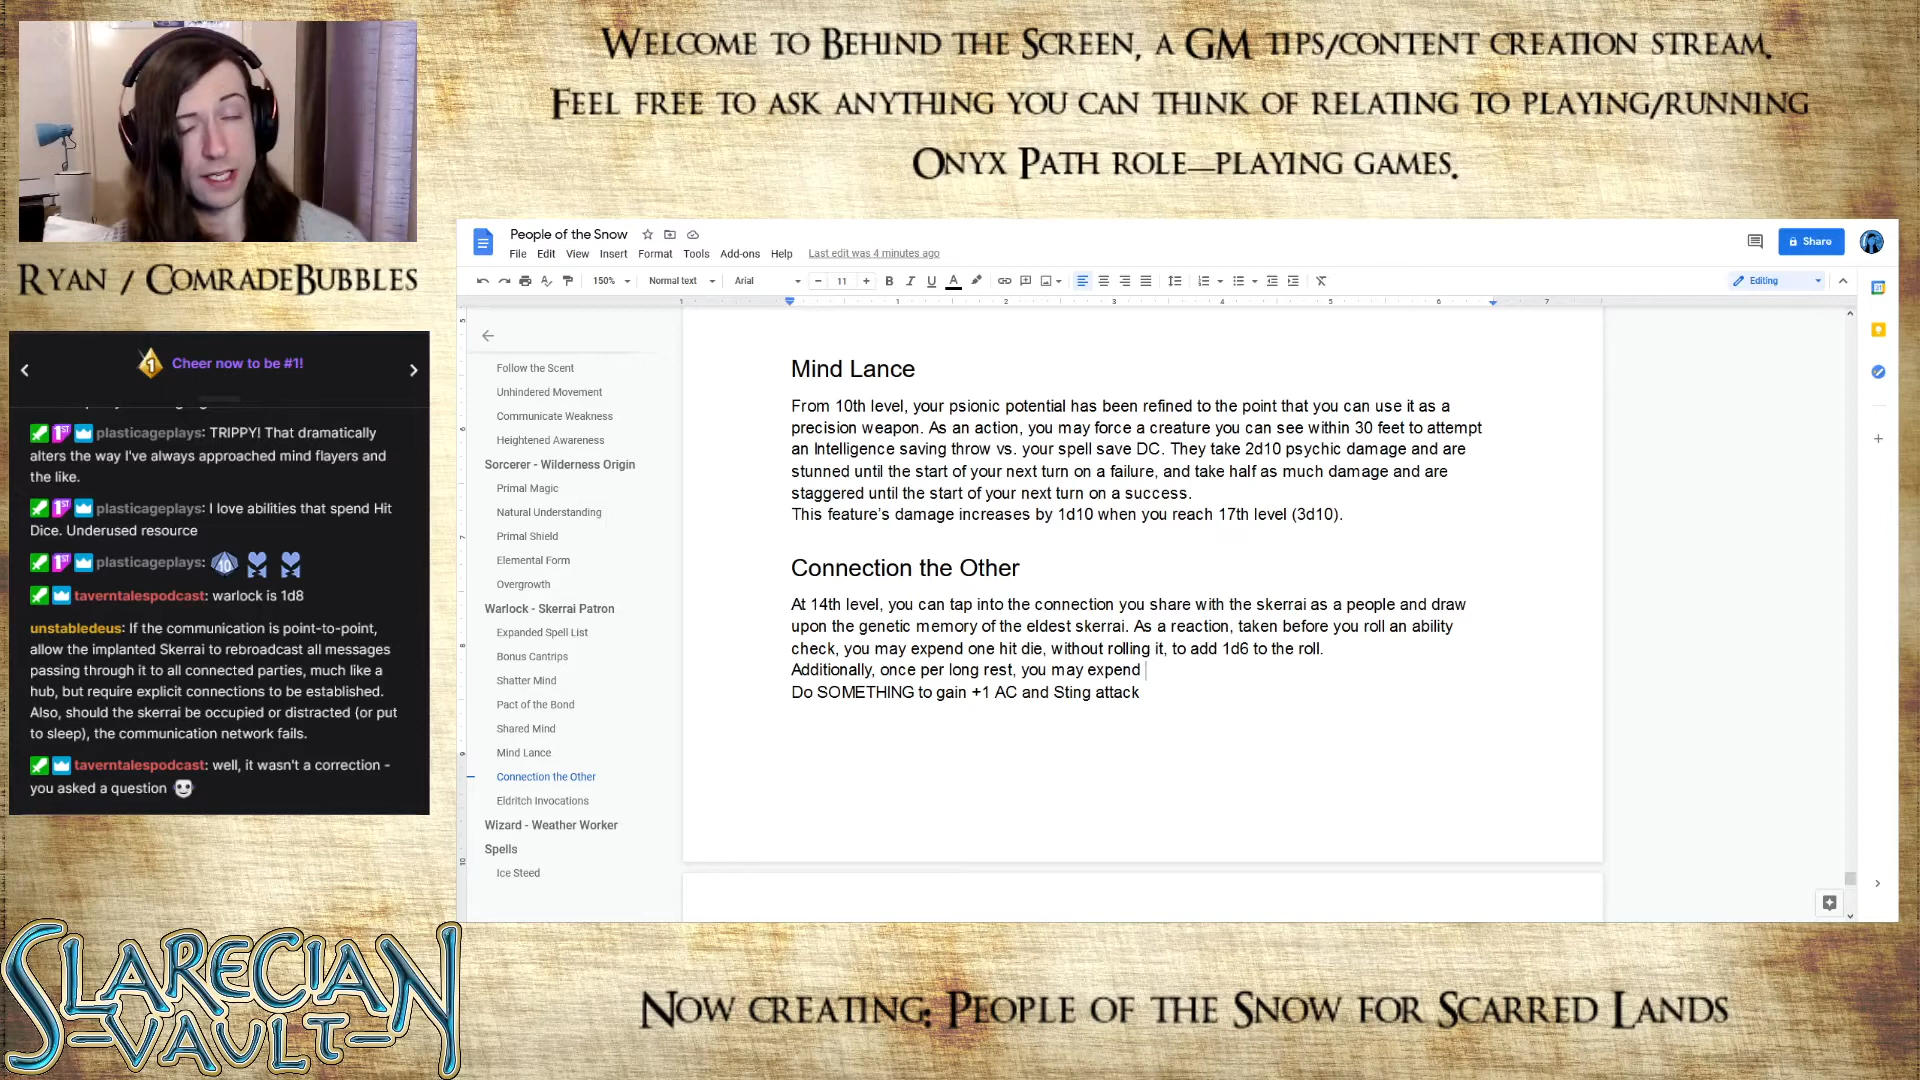 Welcome to Behind the Screen, a GM tips/content creation stream.
Feel free to ask anything you can think of relating to playing/running
Onyx Path role—playing games.
Ryan / ComradeBubbles
Cheer now to be #1!
plasticageplays: TRIPPY! That dramatically
alters the way I've always approached mind flayers and
the like.
plasticageplays: I love abilities that spend Hit
Dice. Underused resource
plasticageplays:
taverntalespodcast: warlock is 1d8
unstabledeus: If the communication is point-to-point,
allow the implanted Skerrai to rebroadcast all messages
passing through it to all connected parties, much like a
hub, but require explicit connections to be established.
Also, should the skerrai be occupied or distracted (or put
to sleep), the communication network fails.
taverntalespodcast: well, it wasn't a correction -
you asked a question
People of the Snow
File Edit View Insert Format Tools Add-ons Help Last edit was 4 minutes ago
Share
150% Normal text Arial 11 B I U A Editing
1 1 2 3 4 5 6 7
Follow the Scent
Unhindered Movement
Communicate Weakness
Heightened Awareness
Sorcerer - Wilderness Origin
Primal Magic
Natural Understanding
Primal Shield
Elemental Form
Overgrowth
Warlock - Skerrai Patron
Expanded Spell List
Bonus Cantrips
Shatter Mind
Pact of the Bond
Shared Mind
Mind Lance
Connection the Other
Eldritch Invocations
Wizard - Weather Worker
Spells
Ice Steed
Mind Lance
From 10th level, your psionic potential has been refined to the point that you can use it as a
precision weapon. As an action, you may force a creature you can see within 30 feet to attempt
an Intelligence saving throw vs. your spell save DC. They take 2d10 psychic damage and are
stunned until the start of your next turn on a failure, and take half as much damage and are
staggered until the start of your next turn on a success.
This feature's damage increases by 1d10 when you reach 17th level (3d10).
Connection the Other
At 14th level, you can tap into the connection you share with the skerrai as a people and draw
upon the genetic memory of the eldest skerrai. As a reaction, taken before you roll an ability
check, you may expend one hit die, without rolling it, to add 1d6 to the roll.
Additionally, once per long rest, you may expend
Do SOMETHING to gain +1 AC and Sting attack
Slarecian
Vault
Now creating: People of the Snow for Scarred Lands